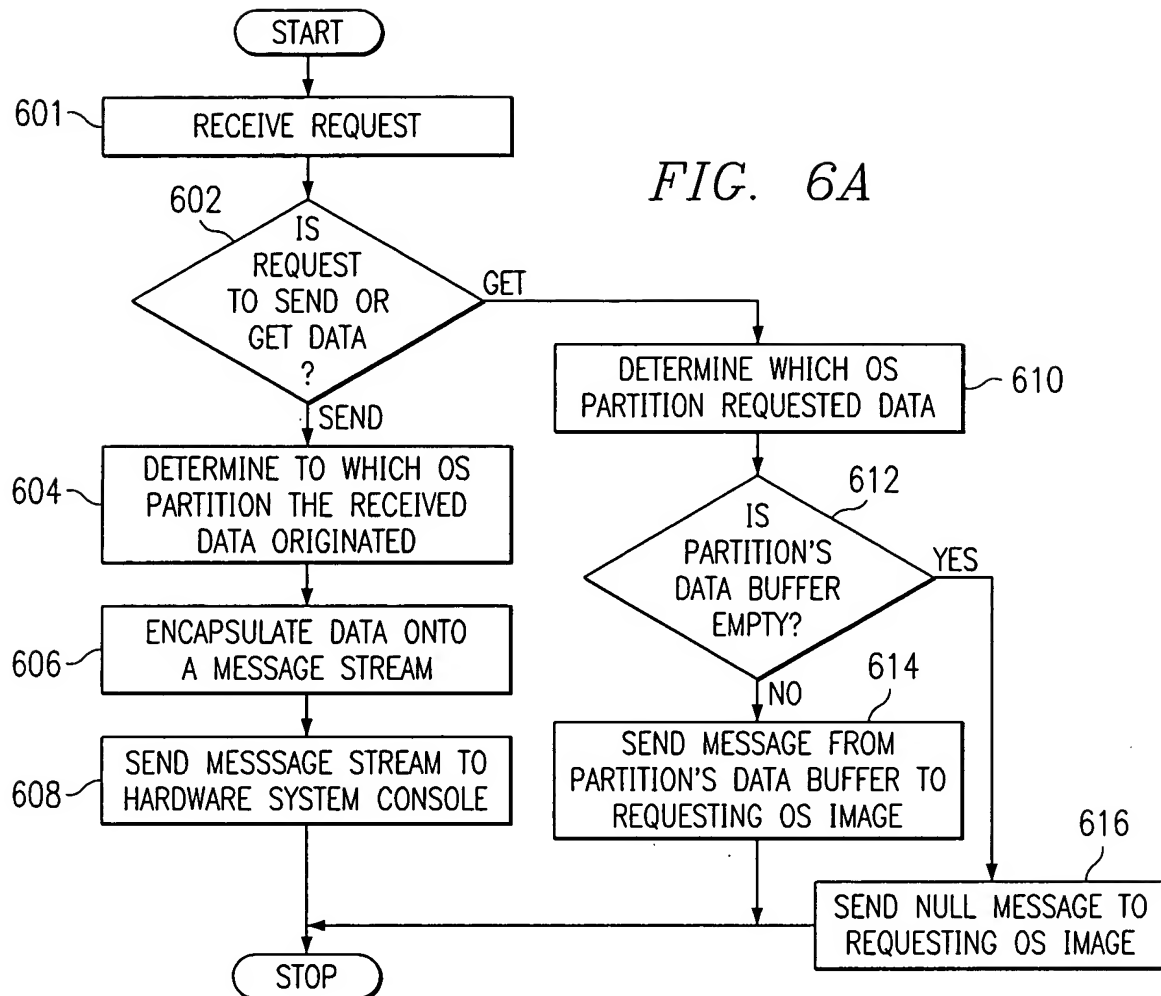 START
601
RECEIVE REQUEST
FIG. 6A
602
IS
REQUEST
TO SEND OR
GET DATA
?
GET
SEND
DETERMINE WHICH OS
PARTITION REQUESTED DATA
610
604
DETERMINE TO WHICH OS
PARTITION THE RECEIVED
DATA ORIGINATED
612
IS
PARTITION'S
DATA BUFFER
EMPTY?
YES
NO
606
ENCAPSULATE DATA ONTO
A MESSAGE STREAM
614
608
SEND MESSSAGE STREAM TO
HARDWARE SYSTEM CONSOLE
SEND MESSAGE FROM
PARTITION'S DATA BUFFER TO
REQUESTING OS IMAGE
616
SEND NULL MESSAGE TO
REQUESTING OS IMAGE
STOP